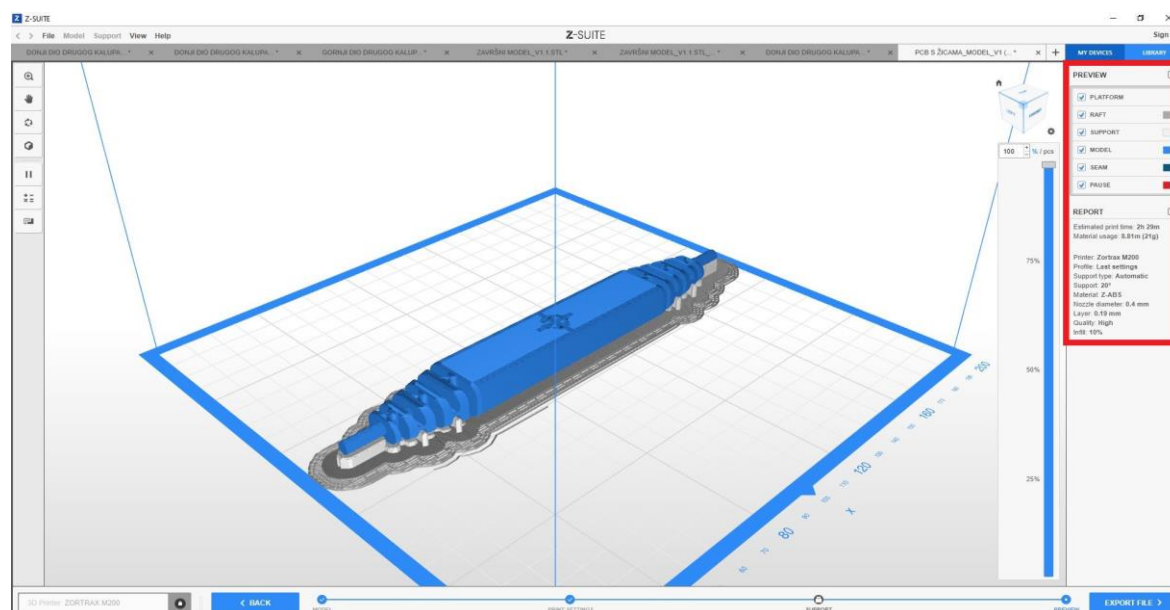 Z-SUITE
File Model Support View Help
Z-SUITE
Sign
DONJI DIO DRUGOG KALUPA... *
DONJI DIO DRUGOG KALUPA... *
GORNJI DIO DRUGOG KALUP... *
ZAVRŠNI MODEL_V1.1.STL *
ZAVRŠNI MODEL_V1.1.STL_... *
DONJI DIO DRUGOG KALUPA... *
PCB S ŽICAMA_MODEL_V1 (... *
MY DEVICES
LIBRARY
PREVIEW
PLATFORM
RAFT
SUPPORT
MODEL
SEAM
PAUSE
REPORT
Estimated print time: 2h 29m
Material usage: 8.81m (21g)
Printer: Zortrax M200
Profile: Last settings
Support type: Automatic
Support: 20°
Material: Z-ABS
Nozzle diameter: 0.4 mm
Layer: 0.19 mm
Quality: High
Infill: 10%
100 % / pcs
75%
50%
25%
200
160
120
80
X
3D Printer: ZORTRAX M200
BACK
MODEL
PRINT SETTINGS
SUPPORT
PREVIEW
EXPORT FILE